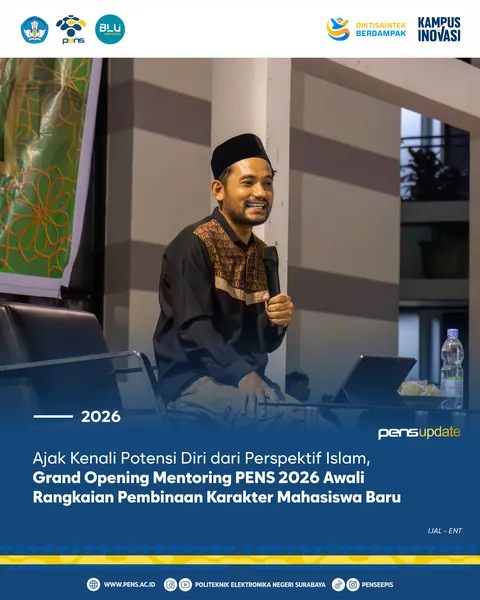 pens
BLU
DIKTISAINTEK
BERDAMPAK
KAMPUS
INOVASI
2026
pensupdate
Ajak Kenali Potensi Diri dari Perspektif Islam,
Grand Opening Mentoring PENS 2026 Awali
Rangkaian Pembinaan Karakter Mahasiswa Baru
IJAL - ENT
WWW.PENS.AC.ID
POLITEKNIK ELEKTRONIKA NEGERI SURABAYA
PENSEEPIS